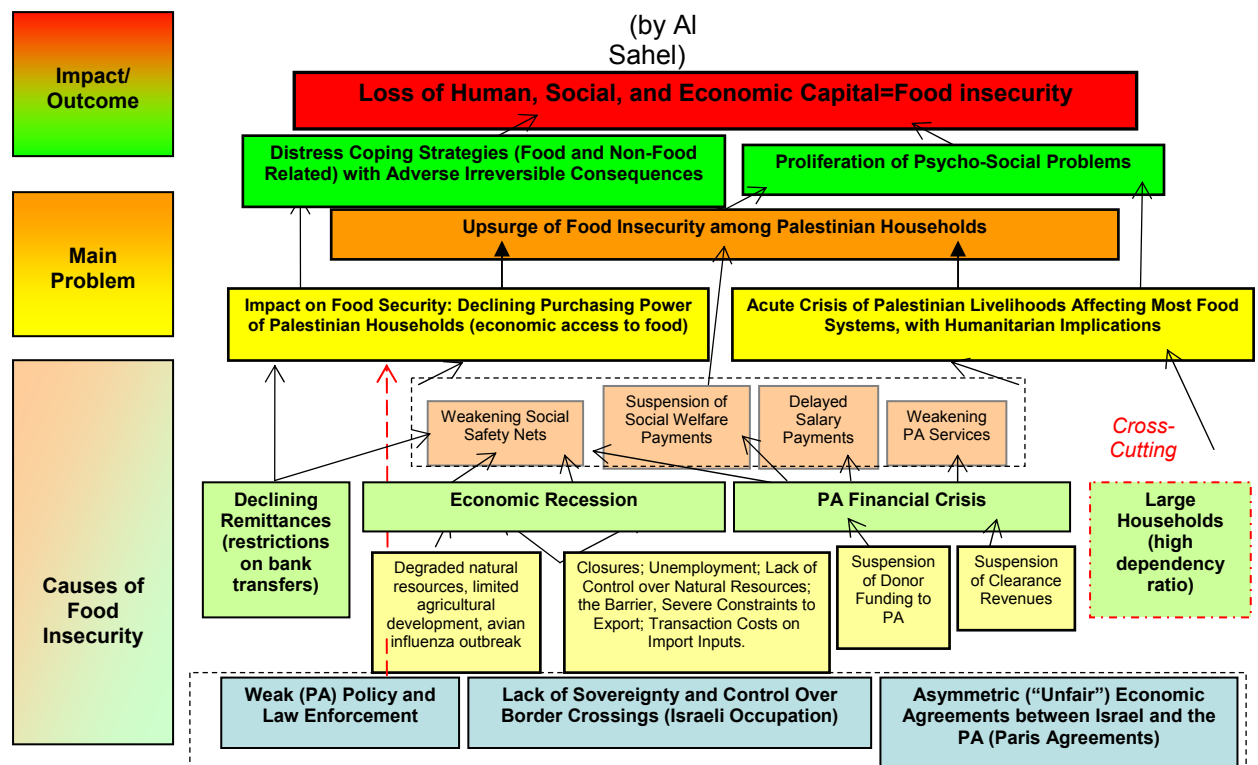 (by Al
Sahel)
Impact/
Outcome
Loss of Human, Social, and Economic Capital=Food insecurity
Distress Coping Strategies (Food and Non-Food
Related) with Adverse Irreversible Consequences
Proliferation of Psycho-Social Problems
Main
Problem
Upsurge of Food Insecurity among Palestinian Households
Impact on Food Security: Declining Purchasing Power
of Palestinian Households (economic access to food)
Acute Crisis of Palestinian Livelihoods Affecting Most Food
Systems, with Humanitarian Implications
Causes of
Food
Insecurity
Weakening Social
Safety Nets
Suspension of
Social Welfare
Payments
Delayed
Salary
Payments
Weakening
PA Services
Cross-
Cutting
Declining
Remittances
(restrictions
on bank
transfers)
Economic Recession
PA Financial Crisis
Large
Households
(high
dependency
ratio)
Degraded natural
resources, limited
agricultural
development, avian
influenza outbreak
Closures; Unemployment; Lack of
Control over Natural Resources;
the Barrier, Severe Constraints to
Export; Transaction Costs on
Import Inputs.
Suspension
of Donor
Funding to
PA
Suspension
of Clearance
Revenues
Weak (PA) Policy and
Law Enforcement
Lack of Sovereignty and Control Over
Border Crossings (Israeli Occupation)
Asymmetric (“Unfair”) Economic
Agreements between Israel and the
PA (Paris Agreements)